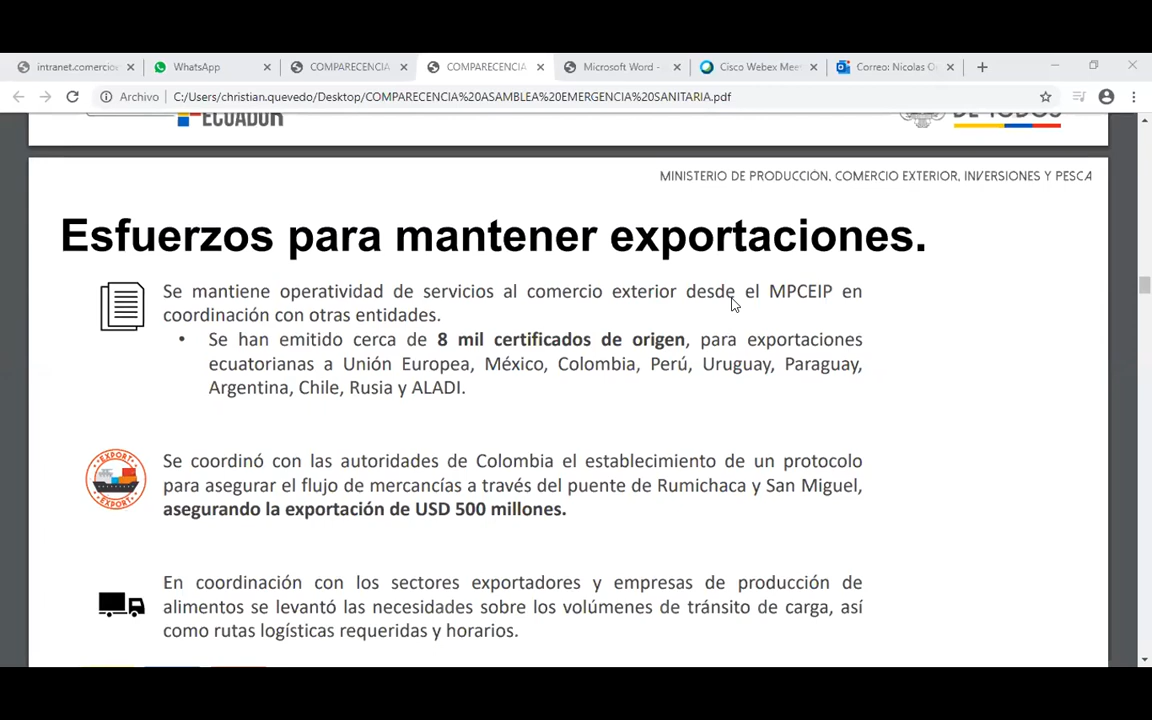 intranet.comercio
WhatsApp
COMPARECENCIA
COMPARECENCIA
Microsoft Word -
Cisco Webex Mee
Correo: Nicolas O
Archivo
C:/Users/christian.quevedo/Desktop/COMPARECENCIA%20ASAMBLEA%20EMERGENCIA%20SANITARIA.pdf
ECUADOR
DE TODOS
MINISTERIO DE PRODUCCIÓN, COMERCIO EXTERIOR, INVERSIONES Y PESCA
Esfuerzos para mantener exportaciones.
Se mantiene operatividad de servicios al comercio exterior desde el MPCEIP en
coordinación con otras entidades.
• Se han emitido cerca de 8 mil certificados de origen, para exportaciones
ecuatorianas a Unión Europea, México, Colombia, Perú, Uruguay, Paraguay,
Argentina, Chile, Rusia y ALADI.
EXPORT
EXPORT
Se coordinó con las autoridades de Colombia el establecimiento de un protocolo
para asegurar el flujo de mercancías a través del puente de Rumichaca y San Miguel,
asegurando la exportación de USD 500 millones.
En coordinación con los sectores exportadores y empresas de producción de
alimentos se levantó las necesidades sobre los volúmenes de tránsito de carga, así
como rutas logísticas requeridas y horarios.